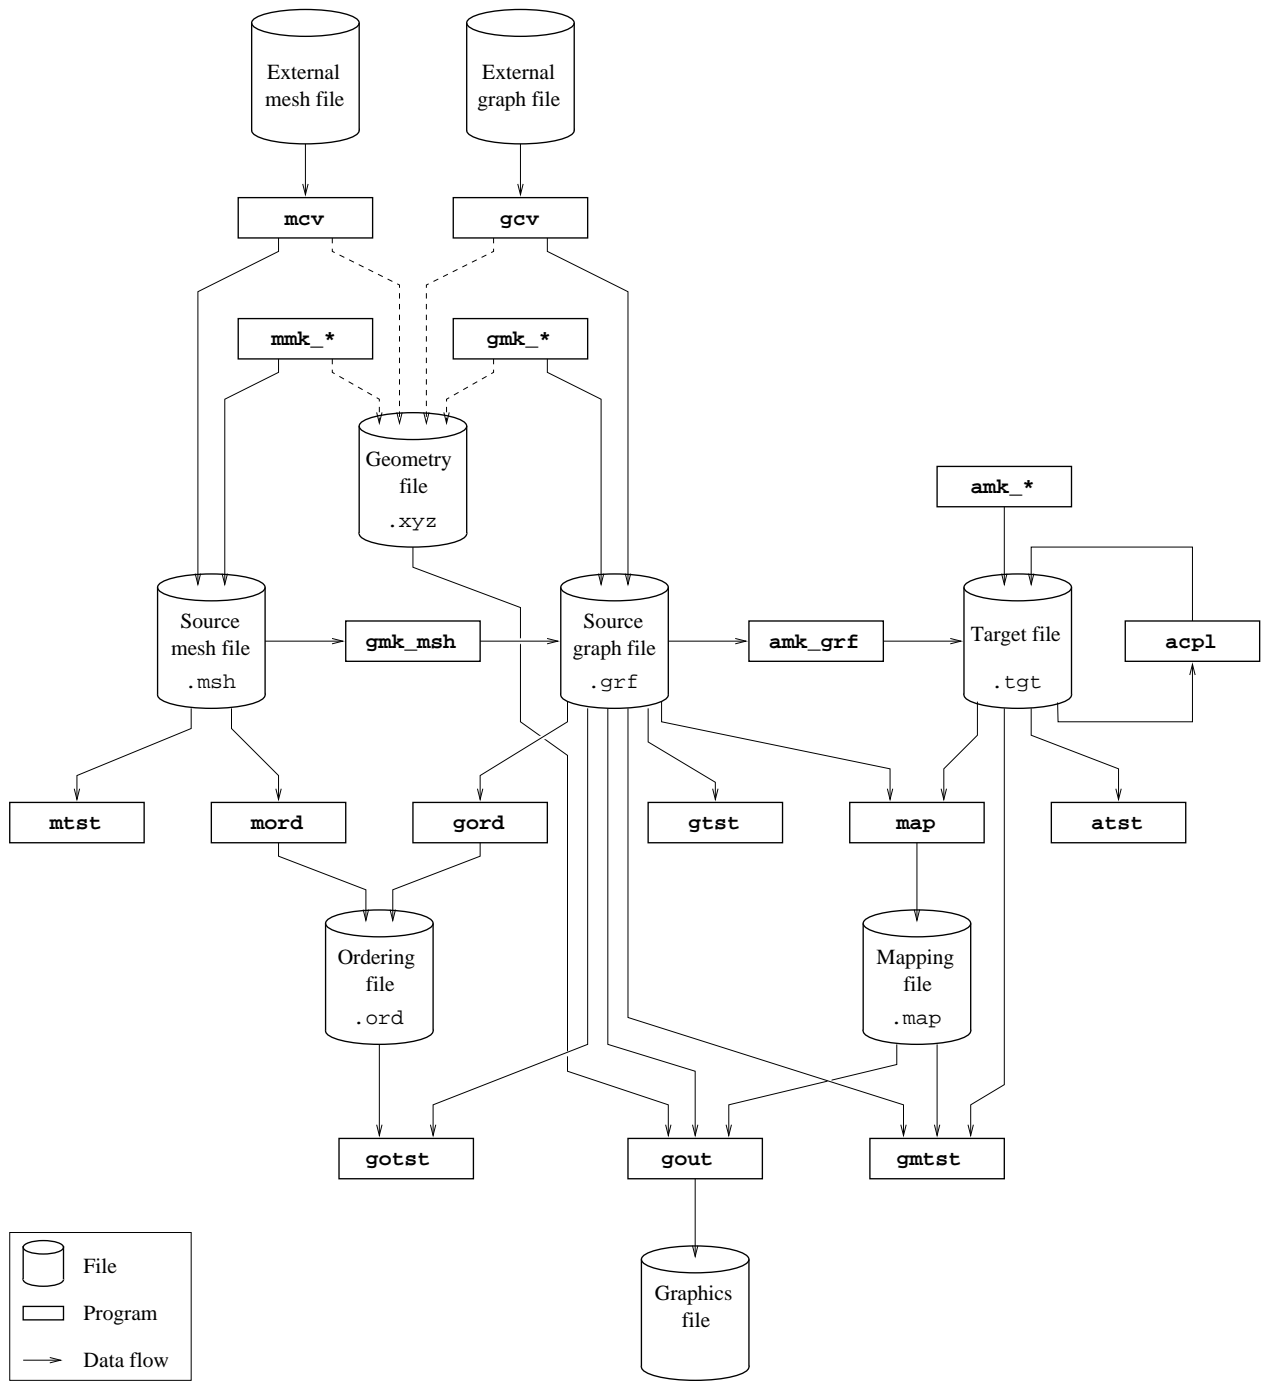 External
mesh file
External
graph file
mcv
gcv
mmk_*
gmk_*
Geometry
file
.xyz
amk_*
Source
mesh file
.msh
gmk_msh
Source
graph file
.grf
amk_grf
Target file
.tgt
acpl
mtst
mord
gord
gtst
map
atst
Ordering
file
.ord
Mapping
file
.map
gotst
gout
gmtst
Graphics
file
File
Program
Data flow